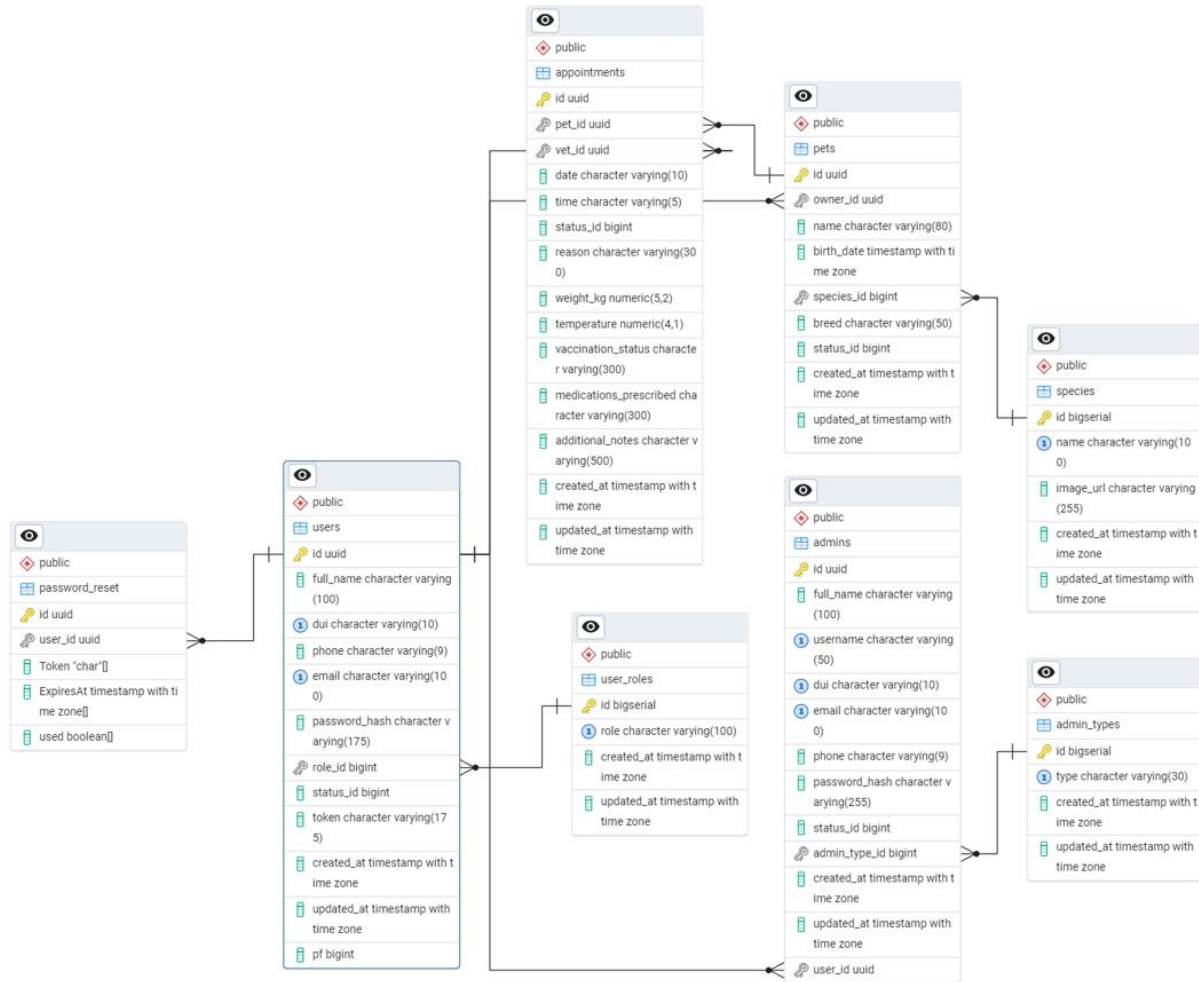 public
appointments
id uuid
pet_id uuid
vet_id uuid
date character varying(10)
time character varying(5)
status_id bigint
reason character varying(30
0)
weight_kg numeric(5,2)
temperature numeric(4,1)
vaccination_status characte
r varying(300)
medications_prescribed cha
racter varying(300)
additional_notes character v
arying(500)
created_at timestamp with t
ime zone
updated_at timestamp with
time zone
public
pets
id uuid
owner_id uuid
name character varying(80)
birth_date timestamp with ti
me zone
species_id bigint
breed character varying(50)
status_id bigint
created_at timestamp with t
ime zone
updated_at timestamp with
time zone
public
species
id bigserial
1 name character varying(10
0)
image_url character varying
(255)
created_at timestamp with t
ime zone
updated_at timestamp with
time zone
public
password_reset
id uuid
user_id uuid
Token "char"[]
ExpiresAt timestamp with ti
me zone[]
used boolean[]
public
users
id uuid
full_name character varying
(100)
1 dui character varying(10)
phone character varying(9)
1 email character varying(10
0)
password_hash character v
arying(175)
role_id bigint
status_id bigint
token character varying(17
5)
created_at timestamp with t
ime zone
updated_at timestamp with
time zone
pf bigint
public
user_roles
id bigserial
1 role character varying(100)
created_at timestamp with t
ime zone
updated_at timestamp with
time zone
public
admins
id uuid
full_name character varying
(100)
1 username character varying
(50)
1 dui character varying(10)
1 email character varying(10
0)
phone character varying(9)
password_hash character v
arying(255)
status_id bigint
admin_type_id bigint
created_at timestamp with t
ime zone
updated_at timestamp with
time zone
user_id uuid
public
admin_types
id bigserial
1 type character varying(30)
created_at timestamp with t
ime zone
updated_at timestamp with
time zone